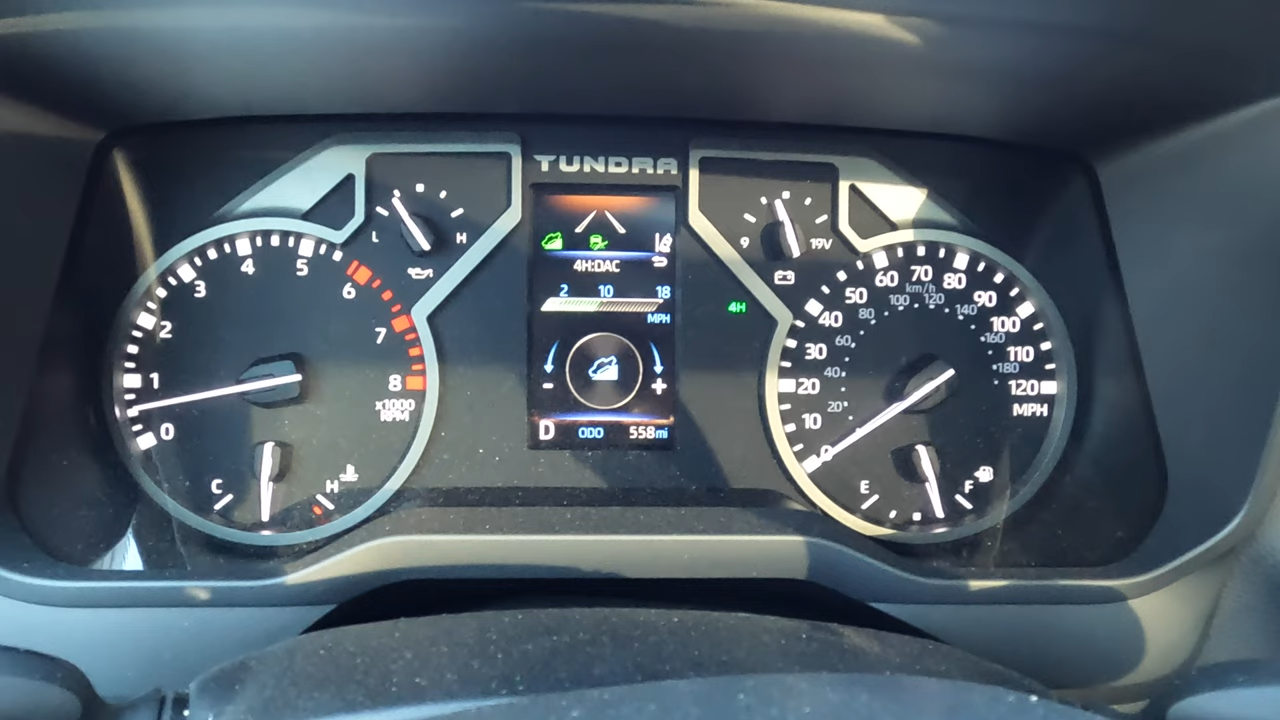 TUNDRA
L H
9 19V
4H:DAC
2 10 18
MPH
4H
- +
D ODO 558mi
0 1 2 3 4 5 6 7 8
x1000
RPM
C H
0 10 20 30 40 50 60 70 80 90 100 110 120
MPH
km/h
20 40 60 80 100 120 140 160 180
E F